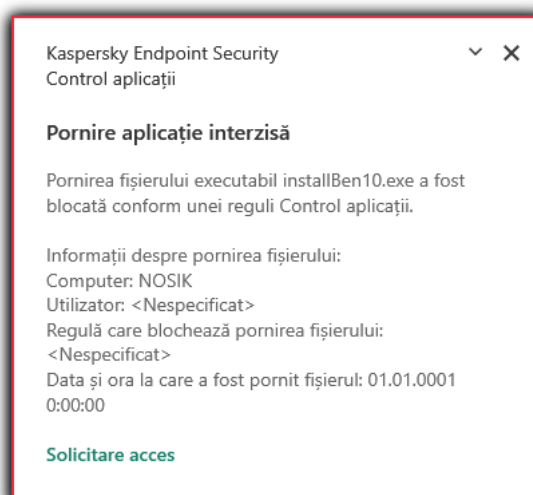 Kaspersky Endpoint Security
Control aplicații
Pornire aplicație interzisă
Pornirea fișierului executabil installBen10.exe a fost
blocată conform unei reguli Control aplicații.
Informații despre pornirea fișierului:
Computer: NOSIK
Utilizator: <Nespecificat>
Regulă care blochează pornirea fișierului:
<Nespecificat>
Data și ora la care a fost pornit fișierul: 01.01.0001
0:00:00
Solicitare acces